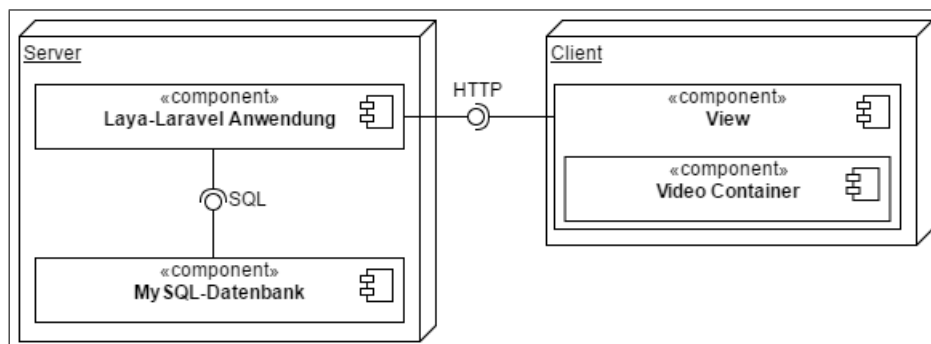 Server
«component»
Laya-Laravel Anwendung
SQL
«component»
MySQL-Datenbank
HTTP
Client
«component»
View
«component»
Video Container